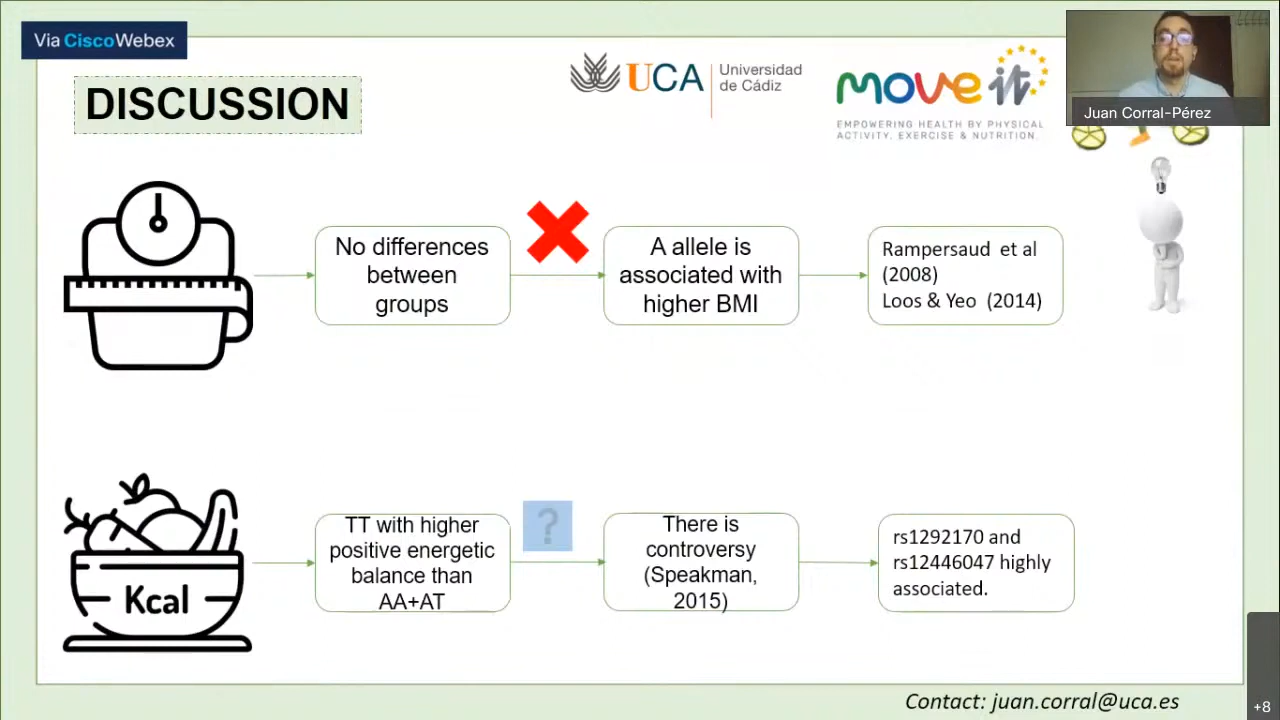 Via CiscoWebex
DISCUSSION
UCA
Universidad
de Cádiz
move it
EMPOWERING HEALTH BY PHYSICAL
ACTIVITY, EXERCISE & NUTRITION.
Juan Corral-Pérez
No differences
between
groups
A allele is
associated with
higher BMI
Rampersaud et al
(2008)
Loos & Yeo (2014)
Kcal
TT with higher
positive energetic
balance than
AA+AT
?
There is
controversy
(Speakman,
2015)
rs1292170 and
rs12446047 highly
associated.
Contact: juan.corral@uca.es
+8